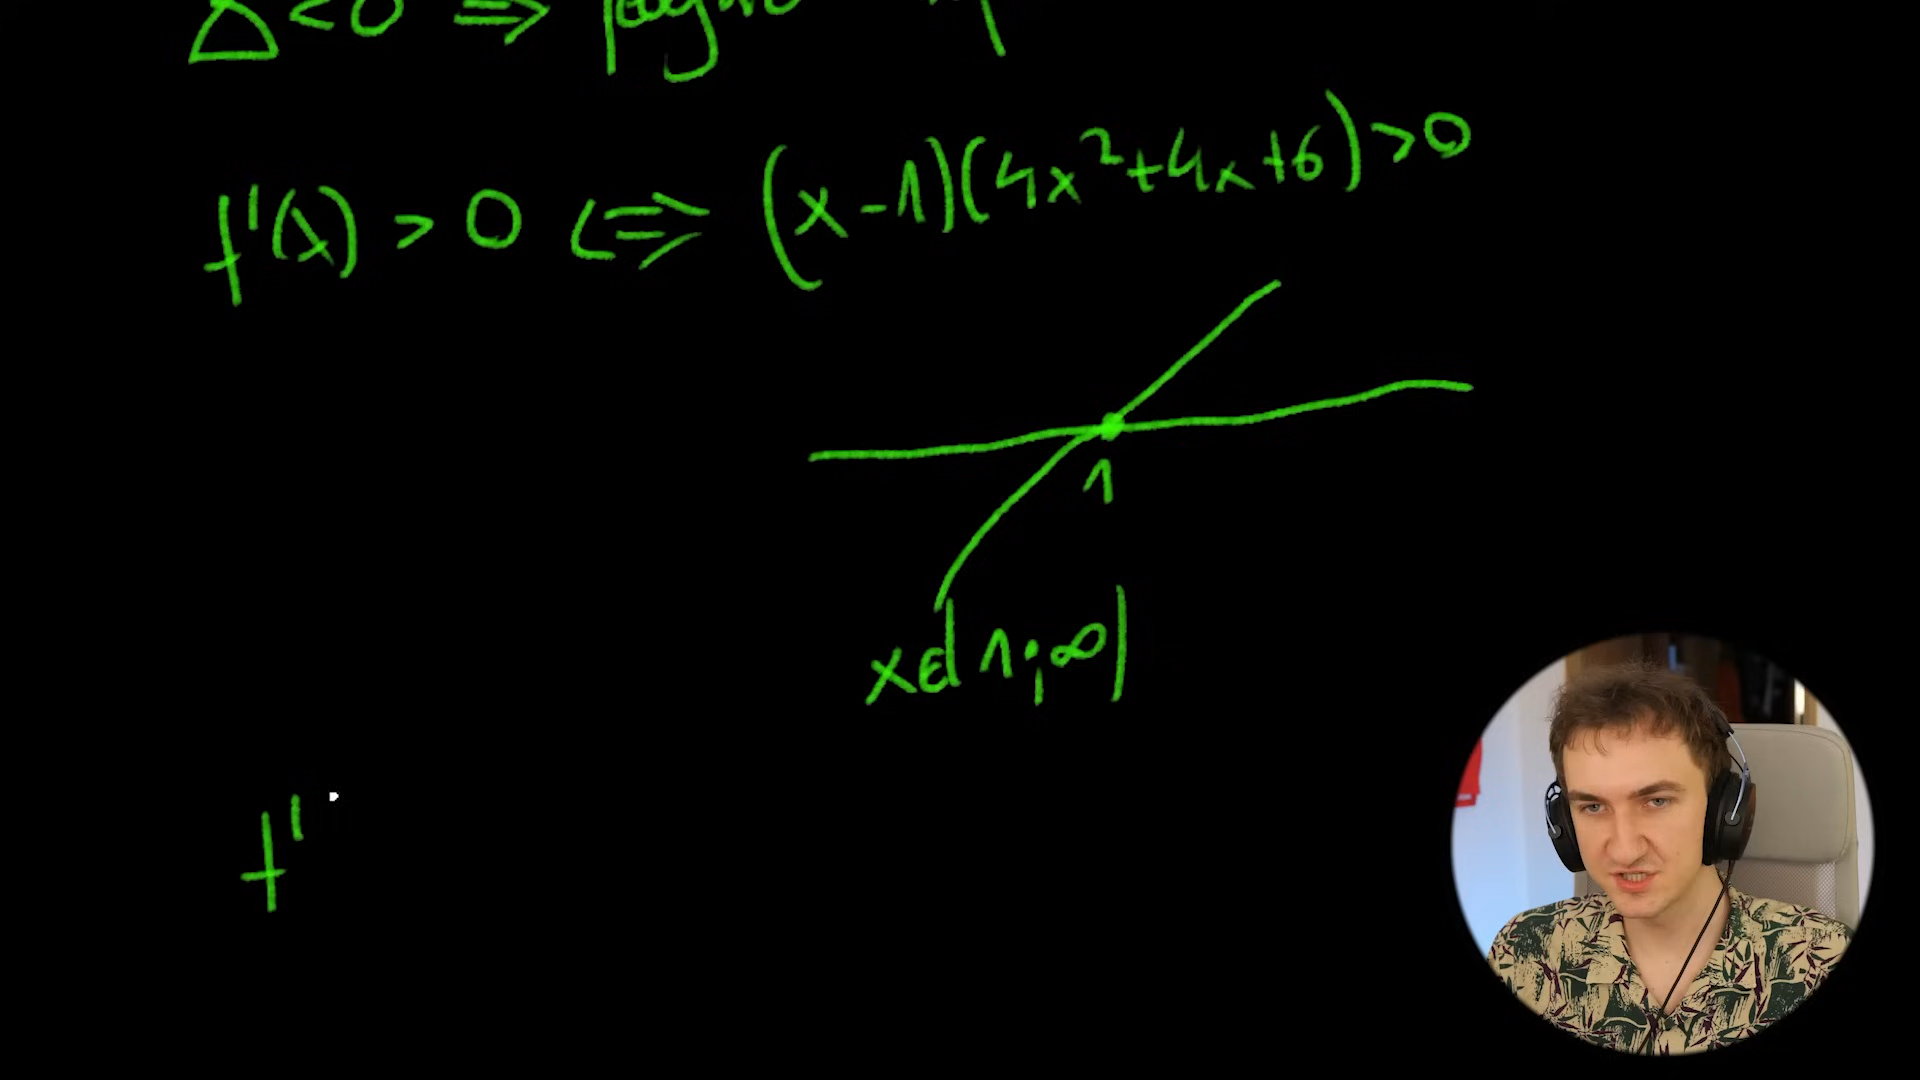 Δ<0 ⇒
f'(x) > 0 <=> (x-1)(4x²+4x+6)>0
1
x∈(1;∞)
f'